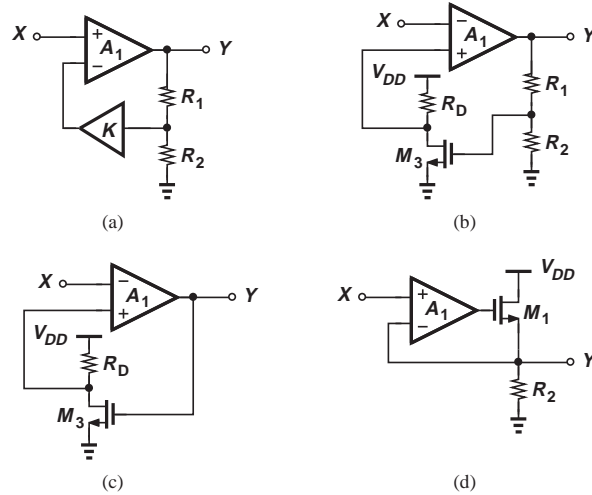 X
+
−
A1
Y
R1
K
R2
(a)
X
−
+
A1
Y
VDD
RD
R1
M3
R2
(b)
X
−
+
A1
Y
VDD
RD
M3
(c)
X
+
−
A1
VDD
M1
Y
R2
(d)